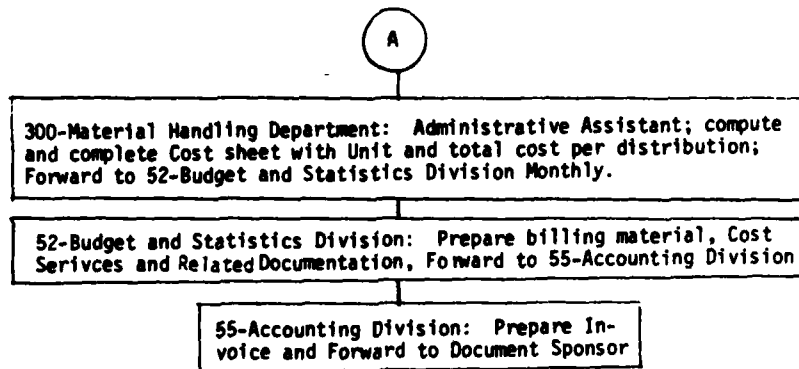 A
300-Material Handling Department: Administrative Assistant; compute
and complete Cost sheet with Unit and total cost per distribution;
Forward to 52-Budget and Statistics Division Monthly.
52-Budget and Statistics Division: Prepare billing material, Cost
Serivces and Related Documentation, Forward to 55-Accounting Division
55-Accounting Division: Prepare In-
voice and Forward to Document Sponsor